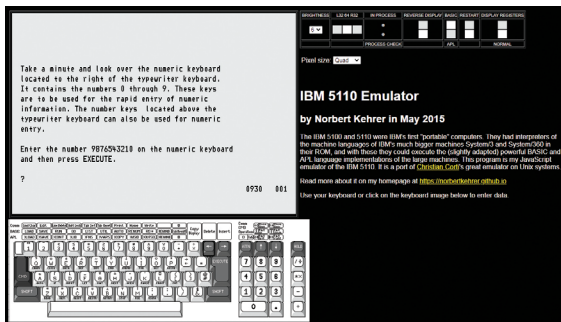 BRIGHTNESS L32 64 R32 IN PROCESS REVERSE DISPLAY BASIC RESTART DISPLAY REGISTERS
5
PROCESS CHECK APL NORMAL
Pixel size: Quad
Take a minute and look over the numeric keyboard
located to the right of the typewriter keyboard.
It contains the numbers 0 through 9. These keys
are to be used for the rapid entry of numeric
information. The number keys located above the
typewriter keyboard can also be used for numeric
entry.
Enter the number 9876543210 on the numeric keyboard
and then press EXECUTE.
?
0930 001
IBM 5110 Emulator
by Norbert Kehrer in May 2015
The IBM 5100 and 5110 were IBM's first "portable" computers. They had interpreters of
the machine languages of IBM's much bigger machines System/3 and System/360 in
their ROM, and with these they could execute the (slightly adapted) powerful BASIC and
APL language implementations of the large machines. This program is my JavaScript
emulator of the IBM 5110. It is a port of Christian Corti's great emulator on Unix systems.
Read more about it on my homepage at https://norbertkehrer.github.io
Use your keyboard or click on the keyboard image below to enter data.
Delete Insert
7 8 9
4 5 6
1 2 3
0 .